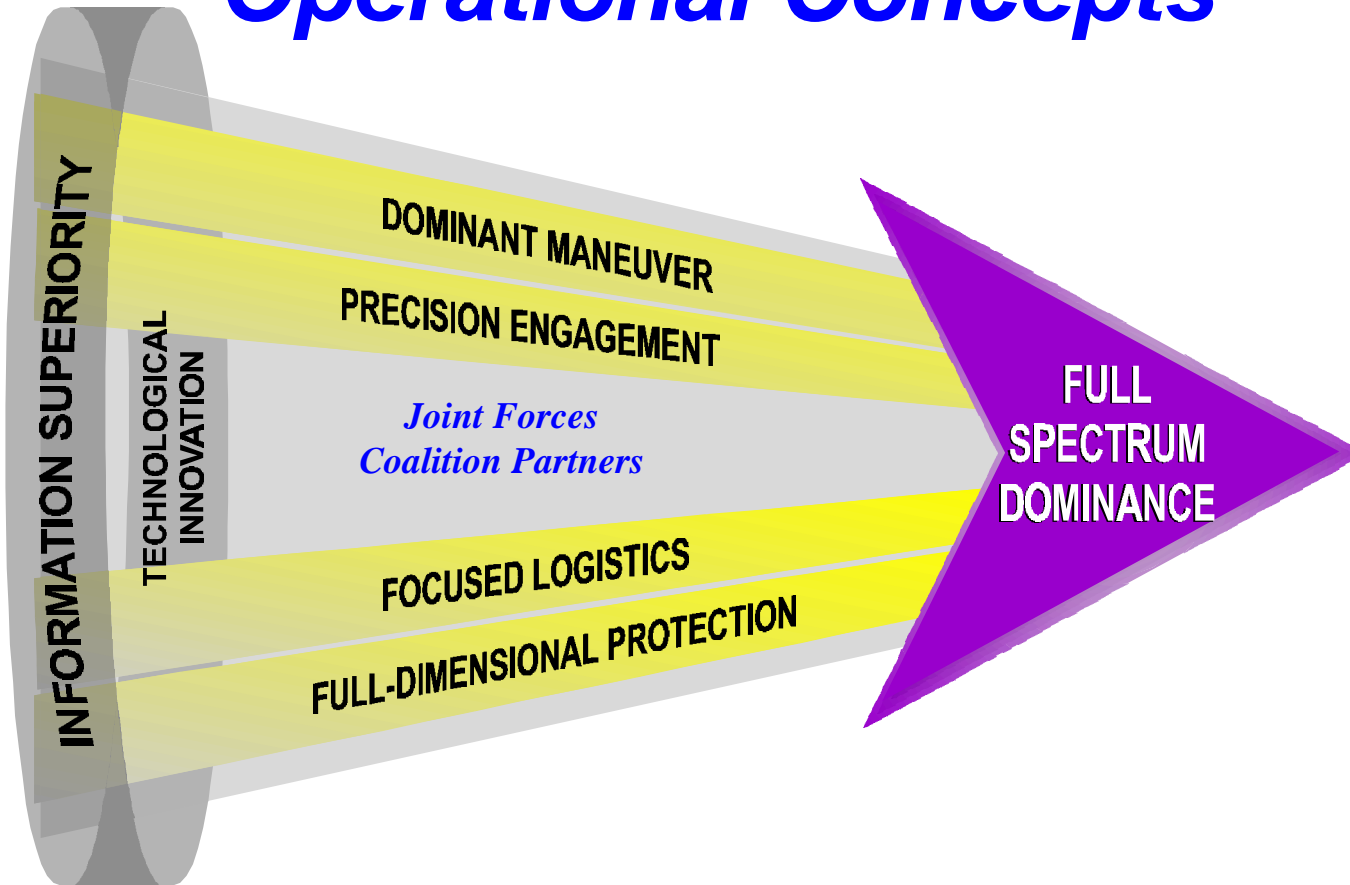 Operational Concepts
INFORMATION SUPERIORITY
TECHNOLOGICAL
INNOVATION
DOMINANT MANEUVER
PRECISION ENGAGEMENT
Joint Forces
Coalition Partners
FOCUSED LOGISTICS
FULL-DIMENSIONAL PROTECTION
FULL
SPECTRUM
DOMINANCE